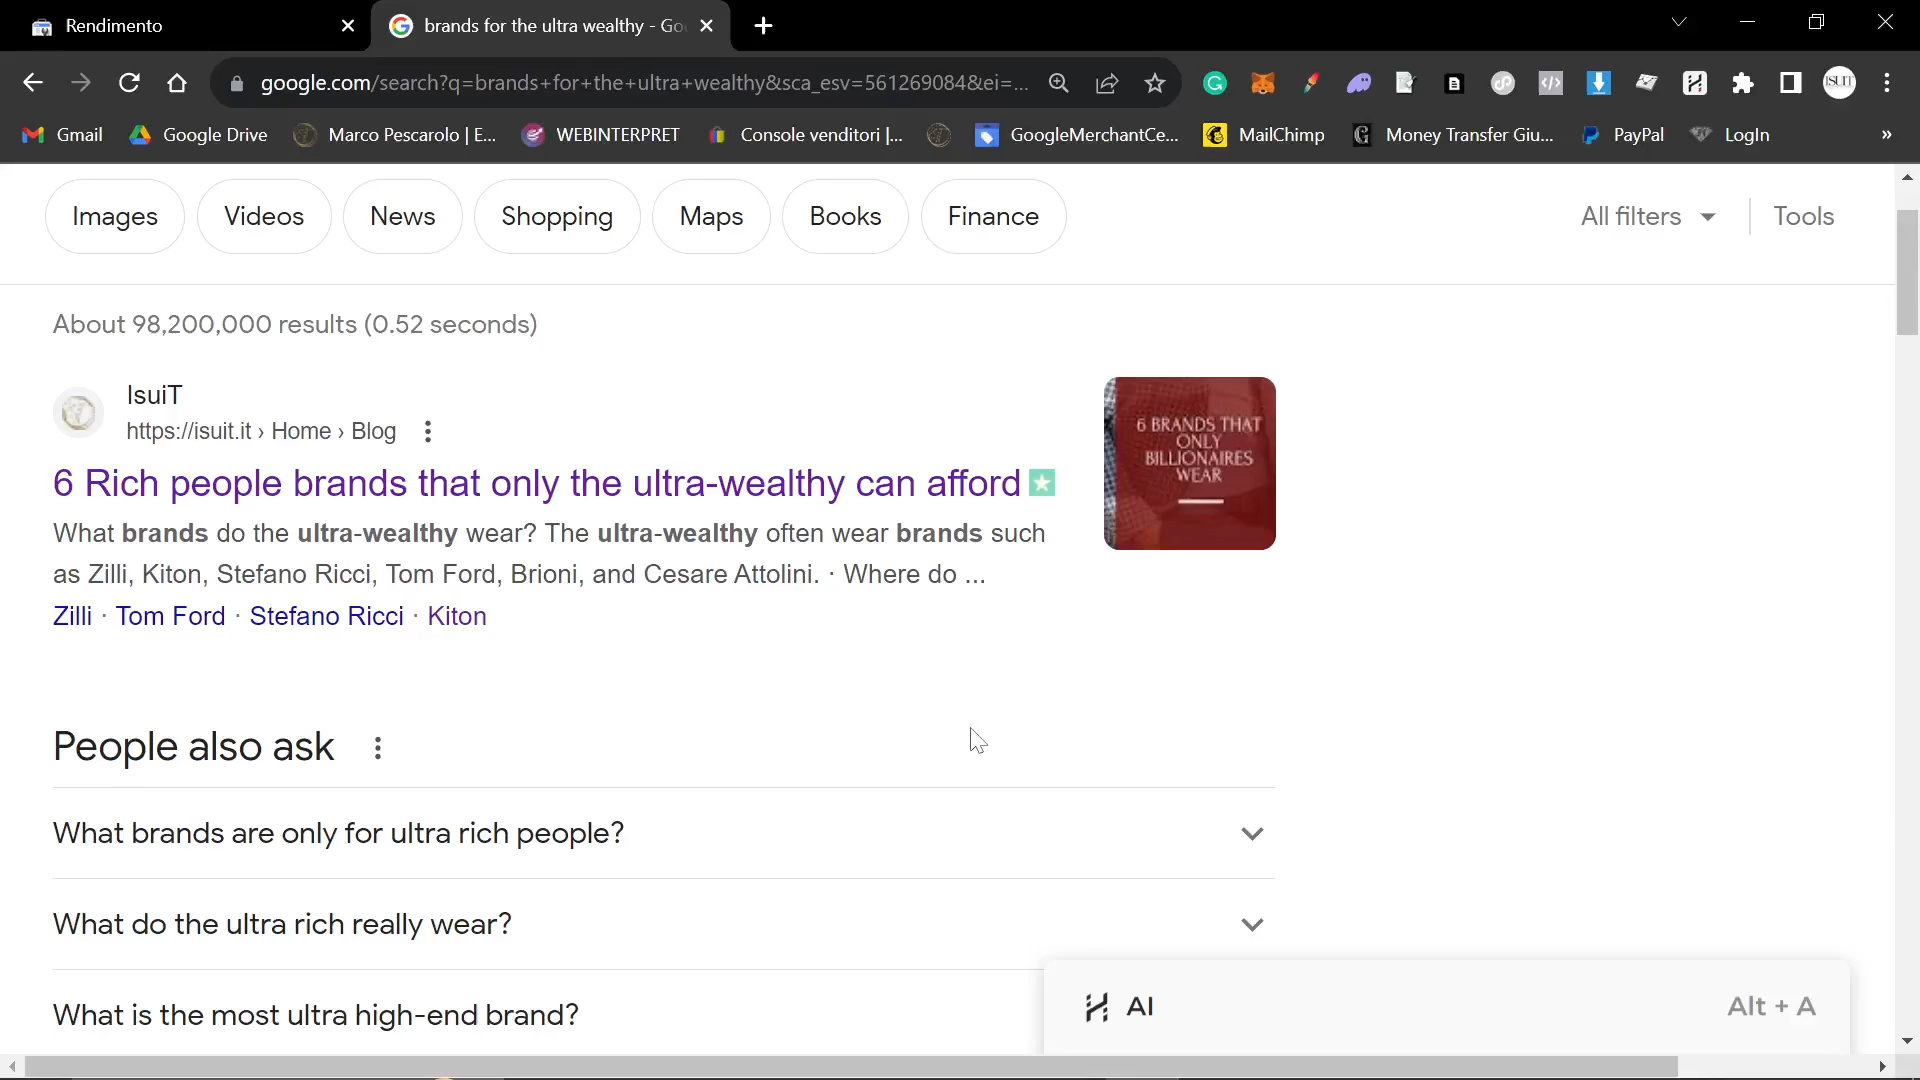 Rendimento
brands for the ultra wealthy - Go
google.com/search?q=brands+for+the+ultra+wealthy&sca_esv=561269084&ei=...
ISUIT
Gmail
Google Drive
Marco Pescarolo | E...
WEBINTERPRET
Console venditori |...
GoogleMerchantCe...
MailChimp
Money Transfer Giu...
PayPal
LogIn
»
Images
Videos
News
Shopping
Maps
Books
Finance
All filters
Tools
About 98,200,000 results (0.52 seconds)
IsuiT
https://isuit.it › Home › Blog
6 Rich people brands that only the ultra-wealthy can afford
What brands do the ultra-wealthy wear? The ultra-wealthy often wear brands such
as Zilli, Kiton, Stefano Ricci, Tom Ford, Brioni, and Cesare Attolini. · Where do ...
Zilli · Tom Ford · Stefano Ricci · Kiton
6 BRANDS THAT
ONLY
BILLIONAIRES
WEAR
People also ask
What brands are only for ultra rich people?
What do the ultra rich really wear?
What is the most ultra high-end brand?
AI
Alt + A